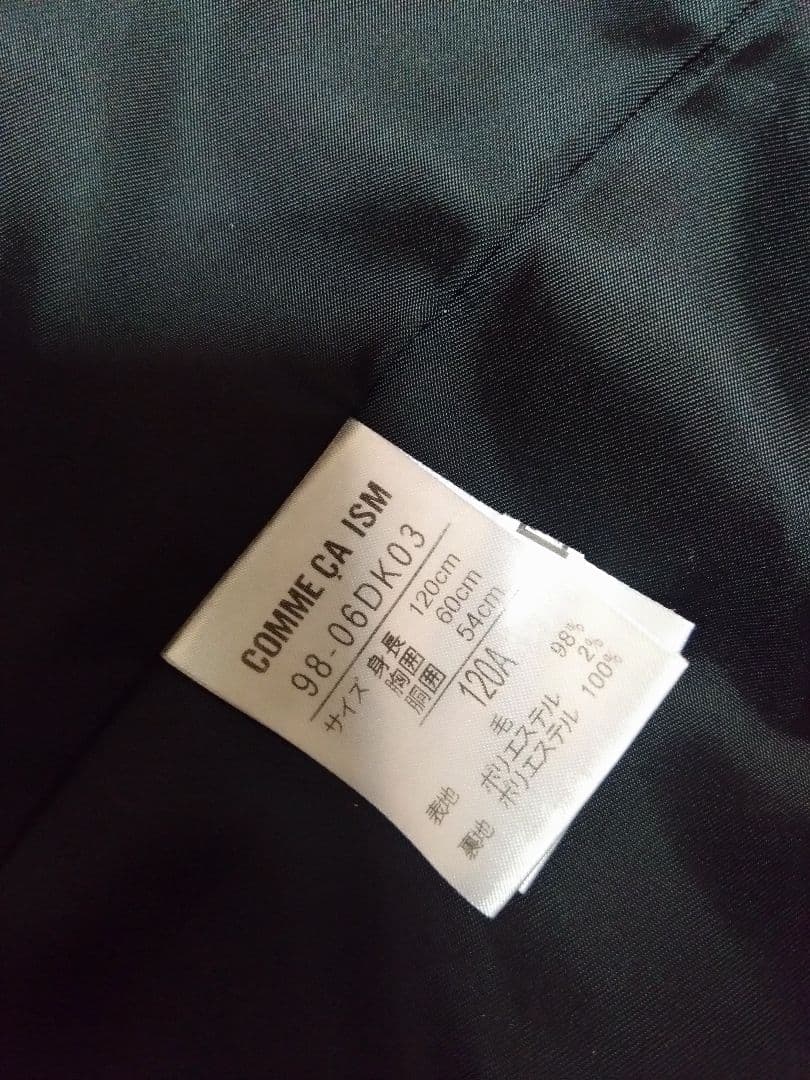 COMME ÇA ISM
98-06DK03
サイズ 身長 120cm
胸囲 60cm
胴囲 54cm
120A
表地 毛 98%
ポリエステル 2%
裏地 ポリエステル 100%